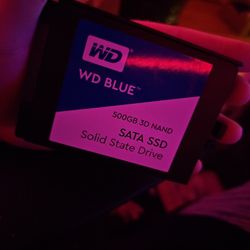 WD
WD BLUE™
500GB 3D NAND
SATA SSD
Solid State Drive